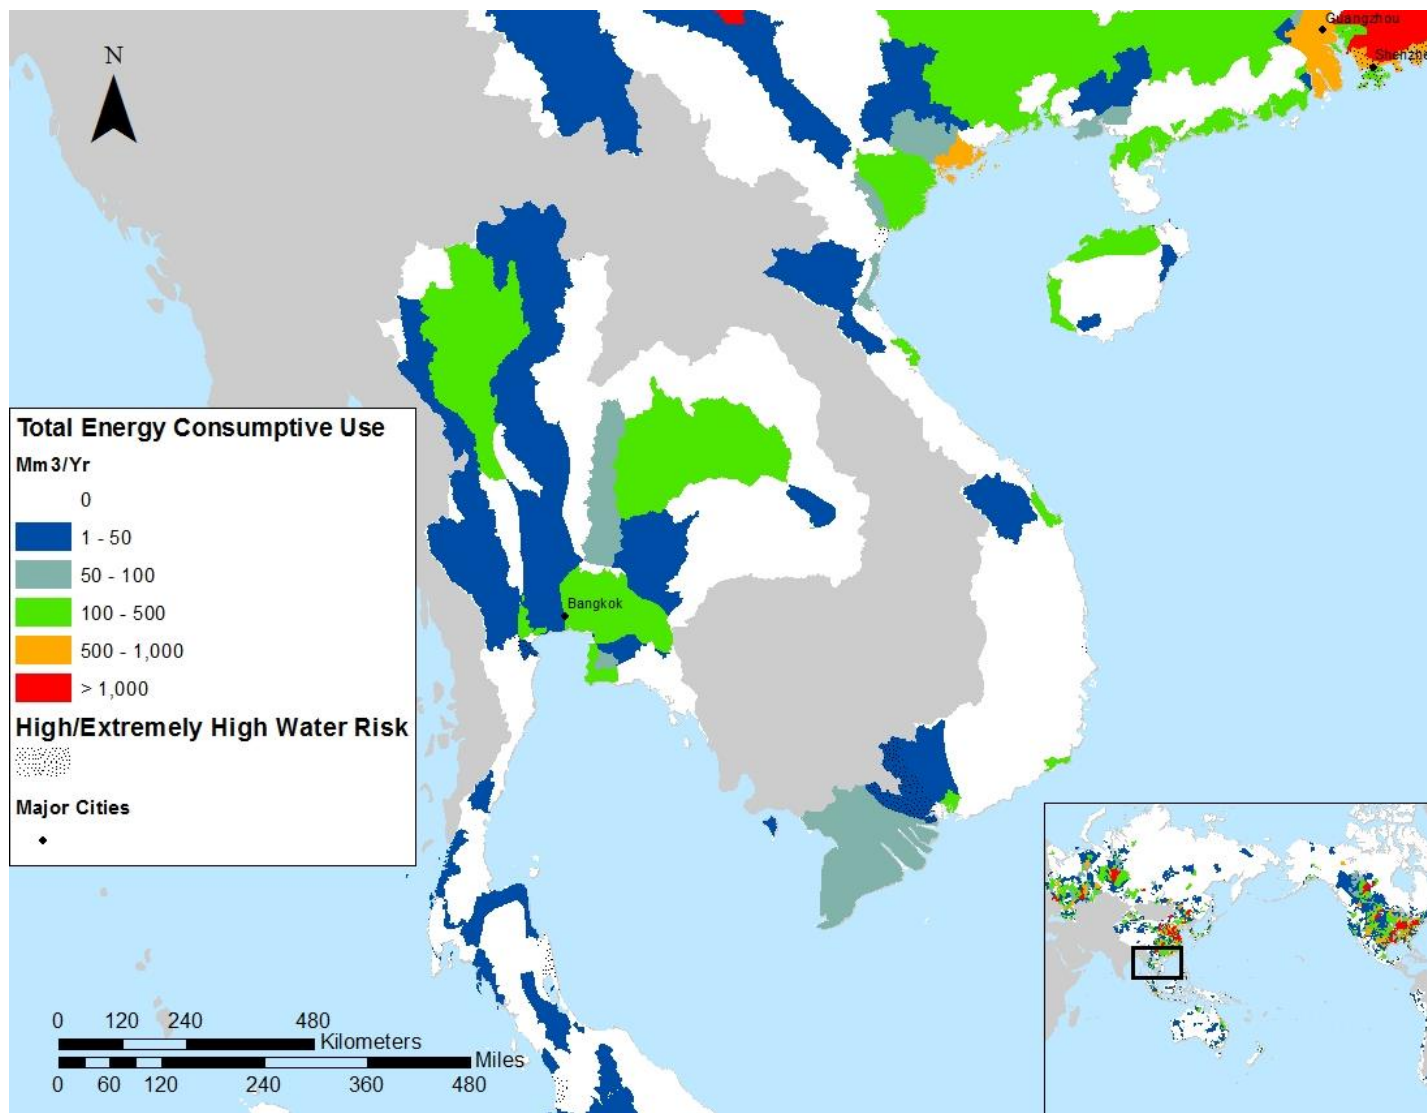 Guangzhou
Shenzhe
N
Total Energy Consumptive Use
Mm3/Yr
0
1 - 50
50 - 100
100 - 500
500 - 1,000
> 1,000
High/Extremely High Water Risk
Major Cities
Bangkok
0 120 240 480
Kilometers
Miles
0 60 120 240 360 480